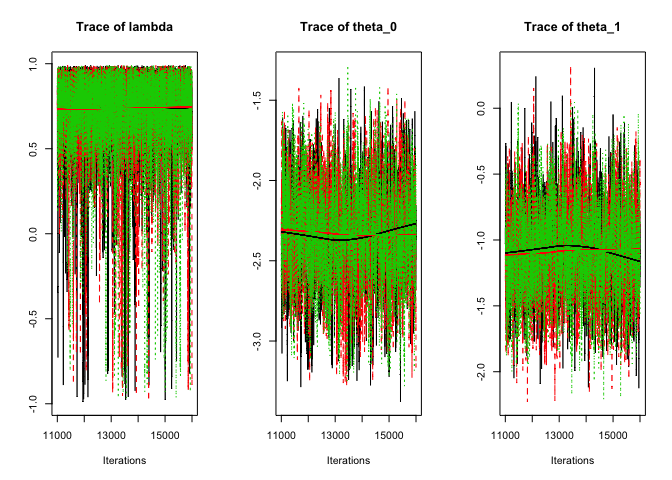 Trace of lambda
1.0
0.5
0.0
-0.5
-1.0
11000 13000 15000
Iterations
Trace of theta_0
-1.5
-2.0
-2.5
-3.0
11000 13000 15000
Iterations
Trace of theta_1
0.0
-0.5
-1.0
-1.5
-2.0
11000 13000 15000
Iterations